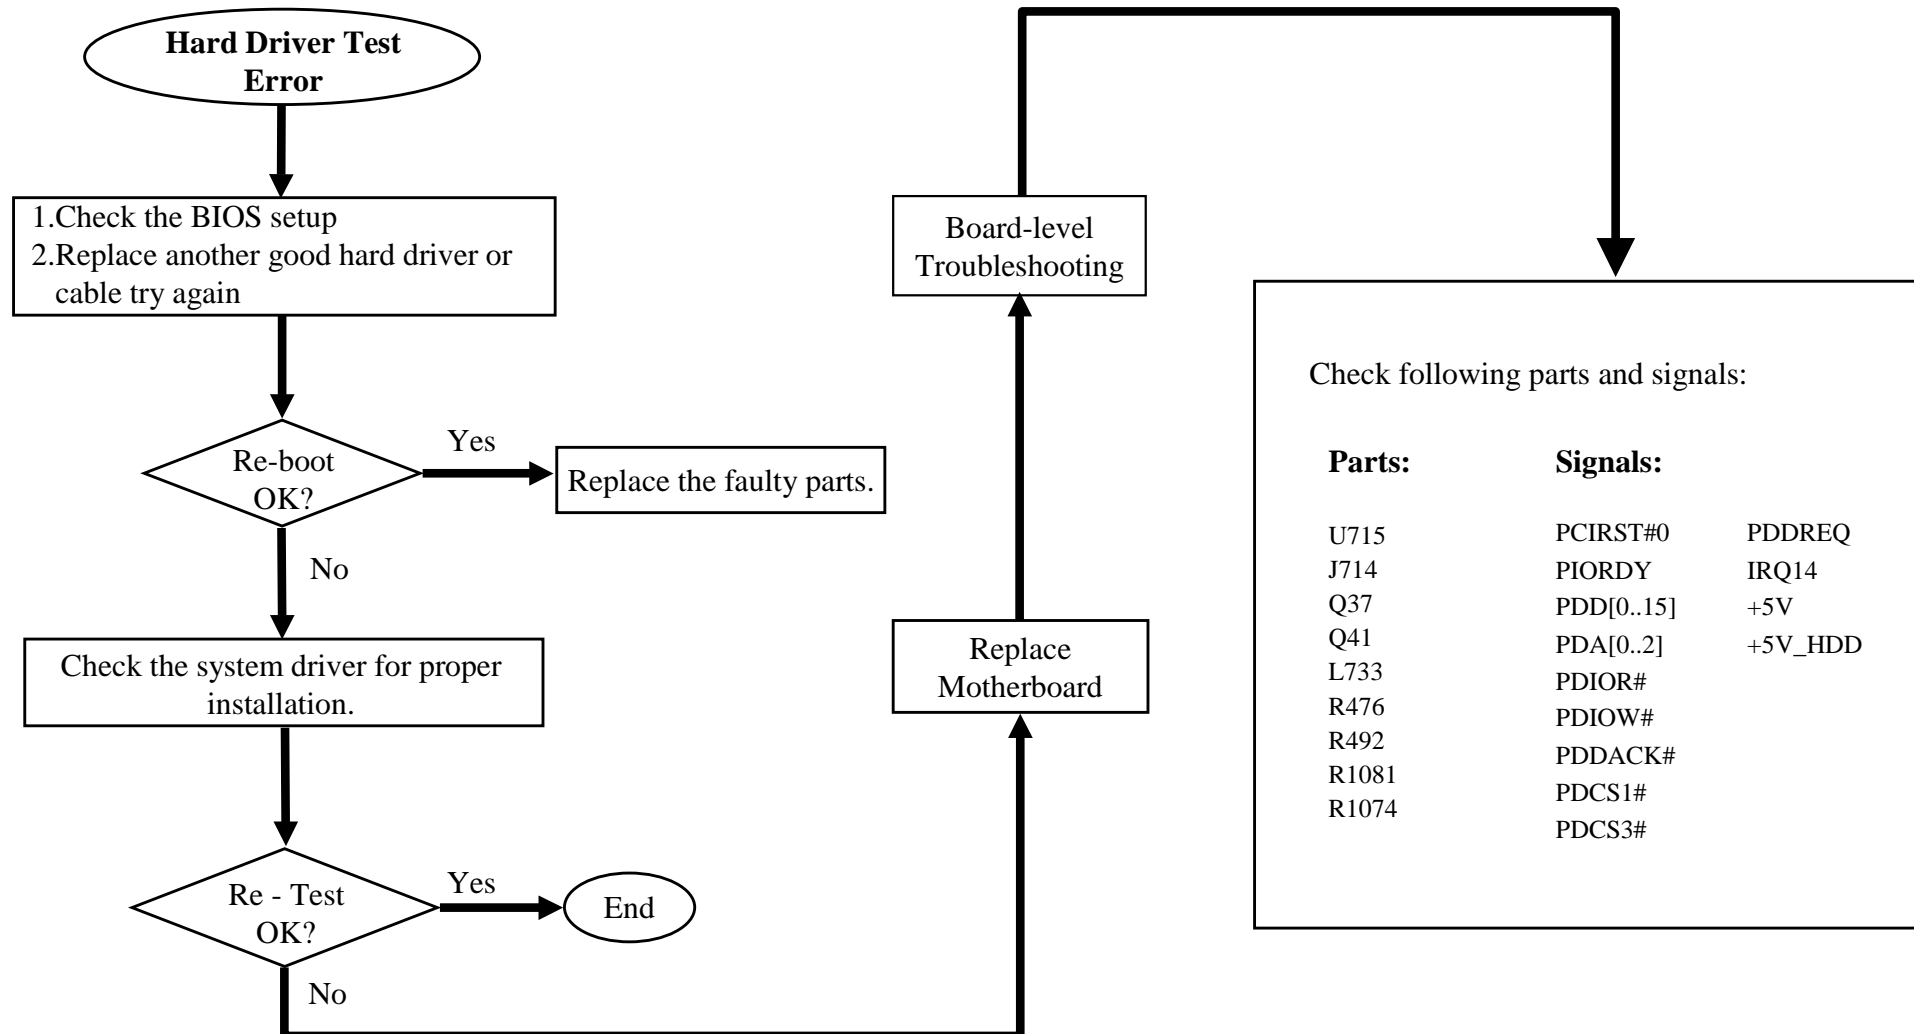 Hard Driver Test
Error
1.Check the BIOS setup
2.Replace another good hard driver or
cable try again
Re-boot
OK?
Yes
Replace the faulty parts.
No
Check the system driver for proper
installation.
Re - Test
OK?
Yes
End
No
Replace
Motherboard
Board-level
Troubleshooting
Check following parts and signals:
Parts:
U715
J714
Q37
Q41
L733
R476
R492
R1081
R1074
Signals:
PCIRST#0
PIORDY
PDD[0..15]
PDA[0..2]
PDIOR#
PDIOW#
PDDACK#
PDCS1#
PDCS3#
PDDREQ
IRQ14
+5V
+5V_HDD